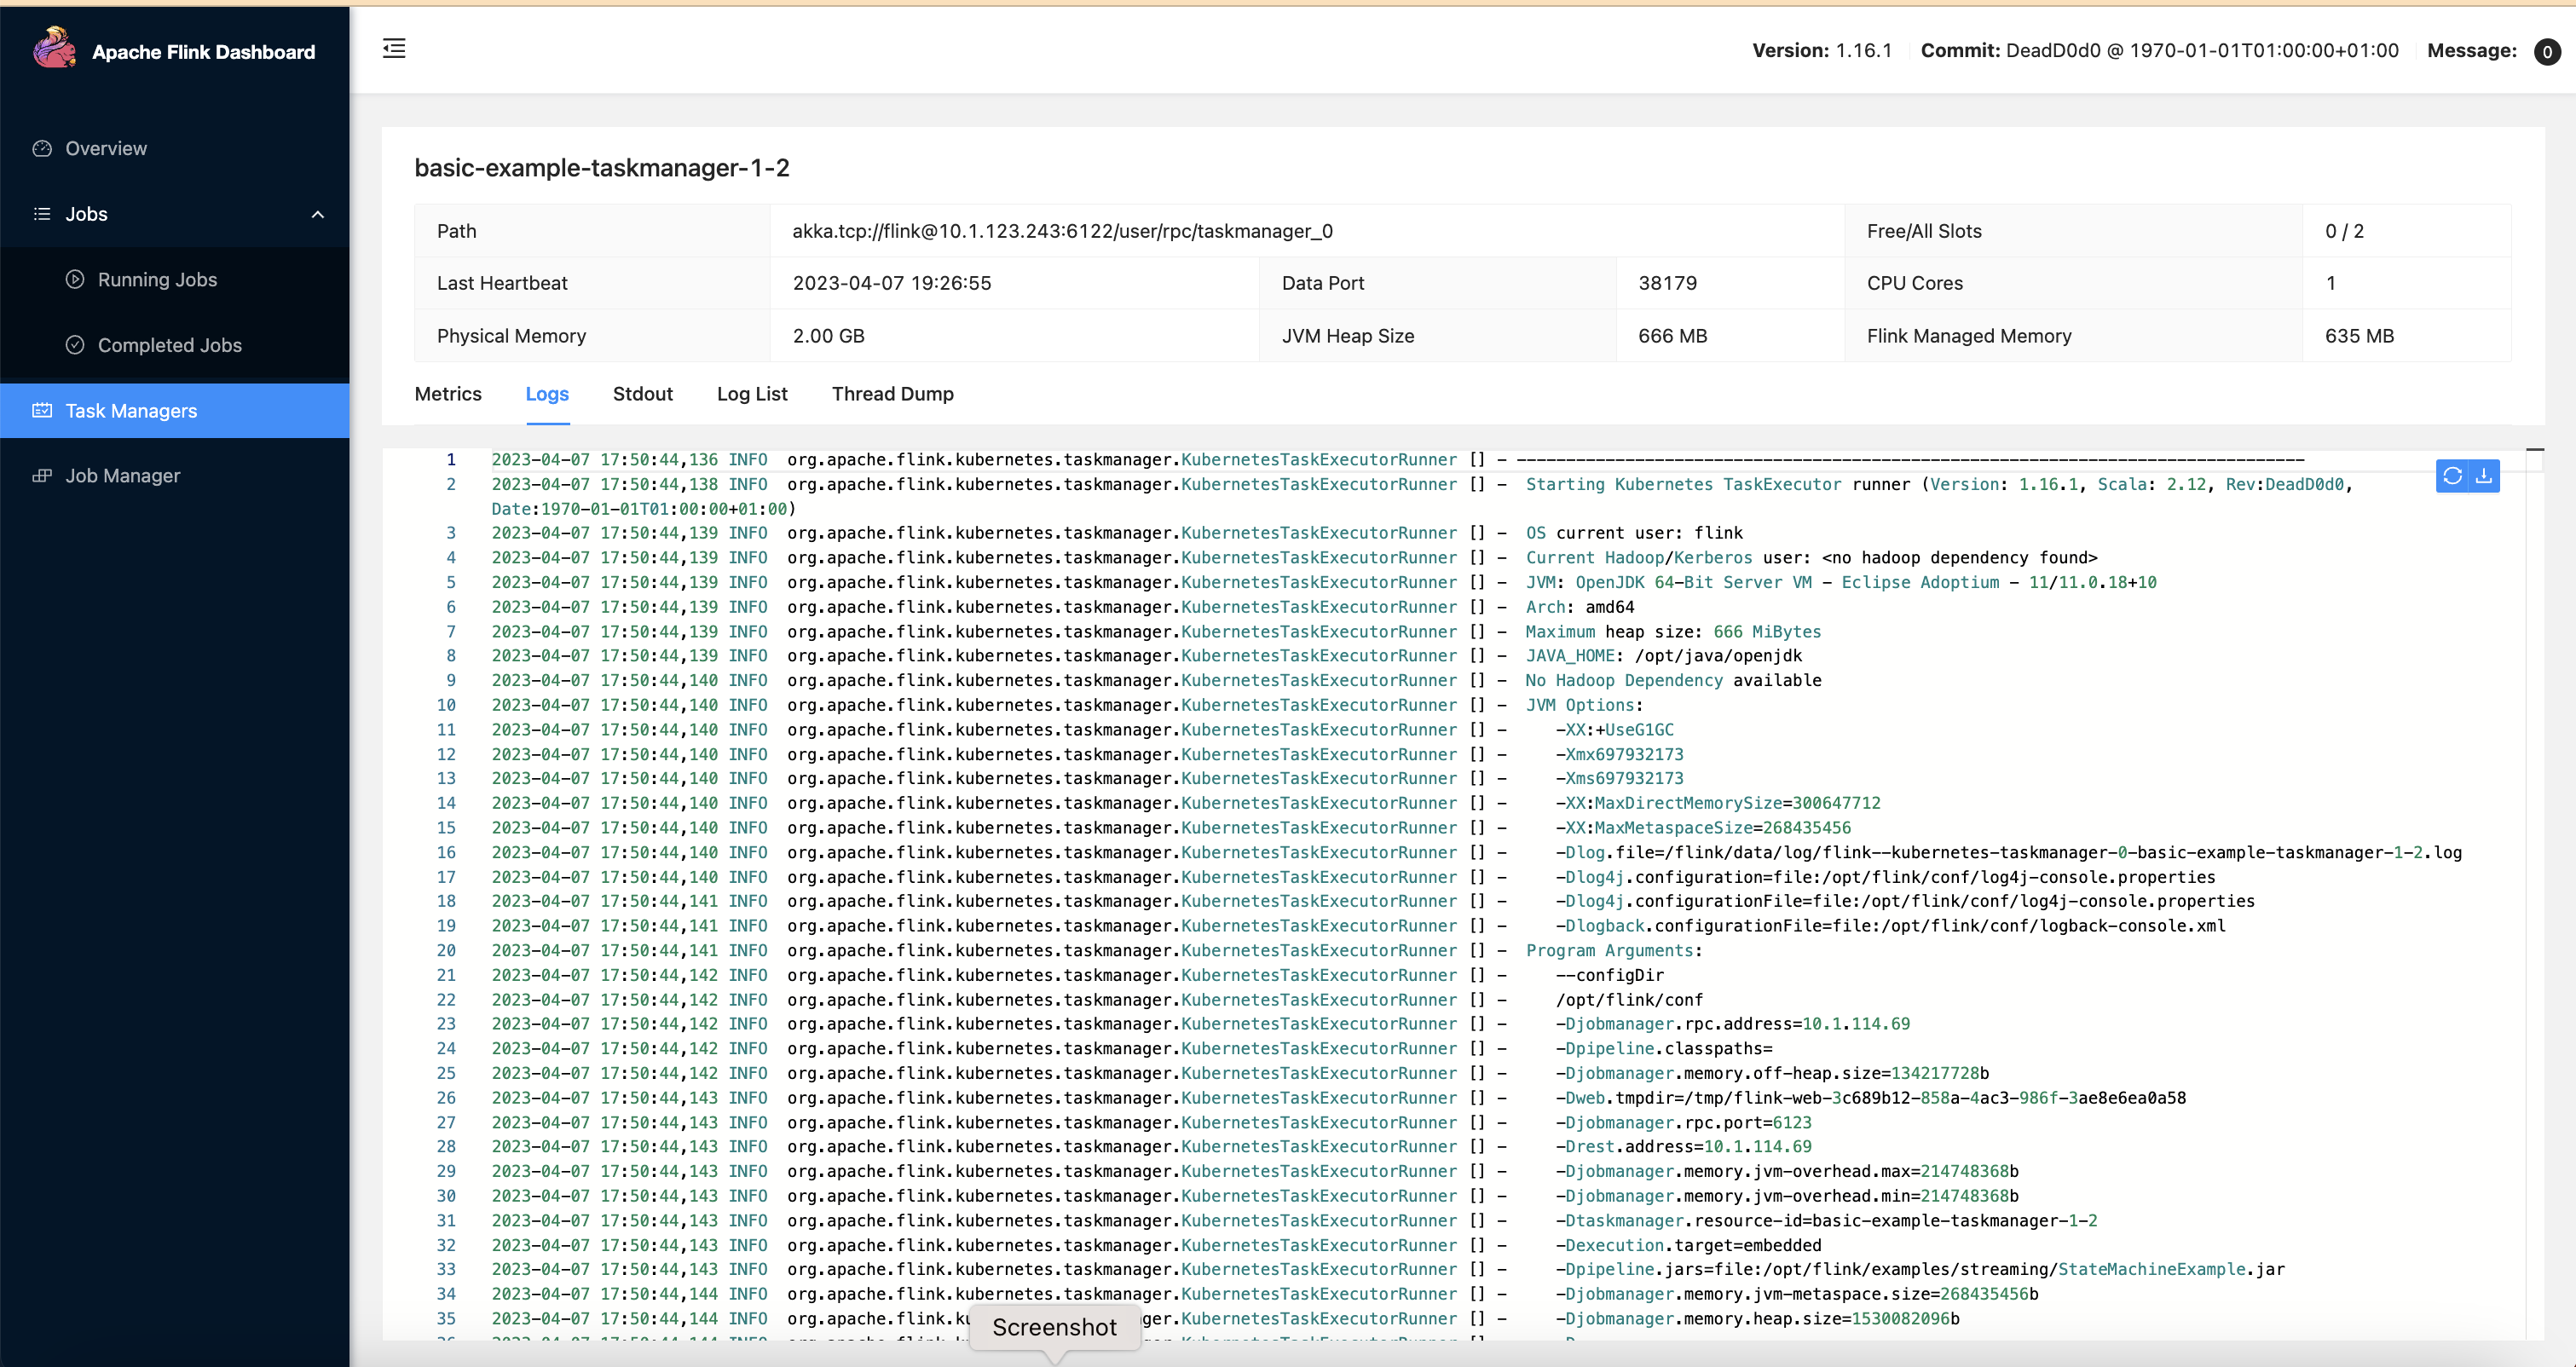 Apache Flink Dashboard
Version: 1.16.1 Commit: DeadD0d0 @ 1970-01-01T01:00:00+01:00 Message: 0
Overview
Jobs
Running Jobs
Completed Jobs
Task Managers
Job Manager
basic-example-taskmanager-1-2
Path akka.tcp://flink@10.1.123.243:6122/user/rpc/taskmanager_0 Free/All Slots 0 / 2
Last Heartbeat 2023-04-07 19:26:55 Data Port 38179 CPU Cores 1
Physical Memory 2.00 GB JVM Heap Size 666 MB Flink Managed Memory 635 MB
Metrics Logs Stdout Log List Thread Dump
1 2023-04-07 17:50:44,136 INFO org.apache.flink.kubernetes.taskmanager.KubernetesTaskExecutorRunner [] - --------------------------------------------------------------------------------
2 2023-04-07 17:50:44,138 INFO org.apache.flink.kubernetes.taskmanager.KubernetesTaskExecutorRunner [] - Starting Kubernetes TaskExecutor runner (Version: 1.16.1, Scala: 2.12, Rev:DeadD0d0,
Date:1970-01-01T01:00:00+01:00)
3 2023-04-07 17:50:44,139 INFO org.apache.flink.kubernetes.taskmanager.KubernetesTaskExecutorRunner [] - OS current user: flink
4 2023-04-07 17:50:44,139 INFO org.apache.flink.kubernetes.taskmanager.KubernetesTaskExecutorRunner [] - Current Hadoop/Kerberos user: <no hadoop dependency found>
5 2023-04-07 17:50:44,139 INFO org.apache.flink.kubernetes.taskmanager.KubernetesTaskExecutorRunner [] - JVM: OpenJDK 64-Bit Server VM - Eclipse Adoptium - 11/11.0.18+10
6 2023-04-07 17:50:44,139 INFO org.apache.flink.kubernetes.taskmanager.KubernetesTaskExecutorRunner [] - Arch: amd64
7 2023-04-07 17:50:44,139 INFO org.apache.flink.kubernetes.taskmanager.KubernetesTaskExecutorRunner [] - Maximum heap size: 666 MiBytes
8 2023-04-07 17:50:44,139 INFO org.apache.flink.kubernetes.taskmanager.KubernetesTaskExecutorRunner [] - JAVA_HOME: /opt/java/openjdk
9 2023-04-07 17:50:44,140 INFO org.apache.flink.kubernetes.taskmanager.KubernetesTaskExecutorRunner [] - No Hadoop Dependency available
10 2023-04-07 17:50:44,140 INFO org.apache.flink.kubernetes.taskmanager.KubernetesTaskExecutorRunner [] - JVM Options:
11 2023-04-07 17:50:44,140 INFO org.apache.flink.kubernetes.taskmanager.KubernetesTaskExecutorRunner [] - -XX:+UseG1GC
12 2023-04-07 17:50:44,140 INFO org.apache.flink.kubernetes.taskmanager.KubernetesTaskExecutorRunner [] - -Xmx697932173
13 2023-04-07 17:50:44,140 INFO org.apache.flink.kubernetes.taskmanager.KubernetesTaskExecutorRunner [] - -Xms697932173
14 2023-04-07 17:50:44,140 INFO org.apache.flink.kubernetes.taskmanager.KubernetesTaskExecutorRunner [] - -XX:MaxDirectMemorySize=300647712
15 2023-04-07 17:50:44,140 INFO org.apache.flink.kubernetes.taskmanager.KubernetesTaskExecutorRunner [] - -XX:MaxMetaspaceSize=268435456
16 2023-04-07 17:50:44,140 INFO org.apache.flink.kubernetes.taskmanager.KubernetesTaskExecutorRunner [] - -Dlog.file=/flink/data/log/flink--kubernetes-taskmanager-0-basic-example-taskmanager-1-2.log
17 2023-04-07 17:50:44,140 INFO org.apache.flink.kubernetes.taskmanager.KubernetesTaskExecutorRunner [] - -Dlog4j.configuration=file:/opt/flink/conf/log4j-console.properties
18 2023-04-07 17:50:44,141 INFO org.apache.flink.kubernetes.taskmanager.KubernetesTaskExecutorRunner [] - -Dlog4j.configurationFile=file:/opt/flink/conf/log4j-console.properties
19 2023-04-07 17:50:44,141 INFO org.apache.flink.kubernetes.taskmanager.KubernetesTaskExecutorRunner [] - -Dlogback.configurationFile=file:/opt/flink/conf/logback-console.xml
20 2023-04-07 17:50:44,141 INFO org.apache.flink.kubernetes.taskmanager.KubernetesTaskExecutorRunner [] - Program Arguments:
21 2023-04-07 17:50:44,142 INFO org.apache.flink.kubernetes.taskmanager.KubernetesTaskExecutorRunner [] - --configDir
22 2023-04-07 17:50:44,142 INFO org.apache.flink.kubernetes.taskmanager.KubernetesTaskExecutorRunner [] - /opt/flink/conf
23 2023-04-07 17:50:44,142 INFO org.apache.flink.kubernetes.taskmanager.KubernetesTaskExecutorRunner [] - -Djobmanager.rpc.address=10.1.114.69
24 2023-04-07 17:50:44,142 INFO org.apache.flink.kubernetes.taskmanager.KubernetesTaskExecutorRunner [] - -Dpipeline.classpaths=
25 2023-04-07 17:50:44,142 INFO org.apache.flink.kubernetes.taskmanager.KubernetesTaskExecutorRunner [] - -Djobmanager.memory.off-heap.size=134217728b
26 2023-04-07 17:50:44,143 INFO org.apache.flink.kubernetes.taskmanager.KubernetesTaskExecutorRunner [] - -Dweb.tmpdir=/tmp/flink-web-3c689b12-858a-4ac3-986f-3ae8e6ea0a58
27 2023-04-07 17:50:44,143 INFO org.apache.flink.kubernetes.taskmanager.KubernetesTaskExecutorRunner [] - -Djobmanager.rpc.port=6123
28 2023-04-07 17:50:44,143 INFO org.apache.flink.kubernetes.taskmanager.KubernetesTaskExecutorRunner [] - -Drest.address=10.1.114.69
29 2023-04-07 17:50:44,143 INFO org.apache.flink.kubernetes.taskmanager.KubernetesTaskExecutorRunner [] - -Djobmanager.memory.jvm-overhead.max=214748368b
30 2023-04-07 17:50:44,143 INFO org.apache.flink.kubernetes.taskmanager.KubernetesTaskExecutorRunner [] - -Djobmanager.memory.jvm-overhead.min=214748368b
31 2023-04-07 17:50:44,143 INFO org.apache.flink.kubernetes.taskmanager.KubernetesTaskExecutorRunner [] - -Dtaskmanager.resource-id=basic-example-taskmanager-1-2
32 2023-04-07 17:50:44,143 INFO org.apache.flink.kubernetes.taskmanager.KubernetesTaskExecutorRunner [] - -Dexecution.target=embedded
33 2023-04-07 17:50:44,143 INFO org.apache.flink.kubernetes.taskmanager.KubernetesTaskExecutorRunner [] - -Dpipeline.jars=file:/opt/flink/examples/streaming/StateMachineExample.jar
34 2023-04-07 17:50:44,144 INFO org.apache.flink.kubernetes.taskmanager.KubernetesTaskExecutorRunner [] - -Djobmanager.memory.jvm-metaspace.size=268435456b
35 2023-04-07 17:50:44,144 INFO org.apache.flink.ku ager.KubernetesTaskExecutorRunner [] - -Djobmanager.memory.heap.size=1530082096b
Screenshot